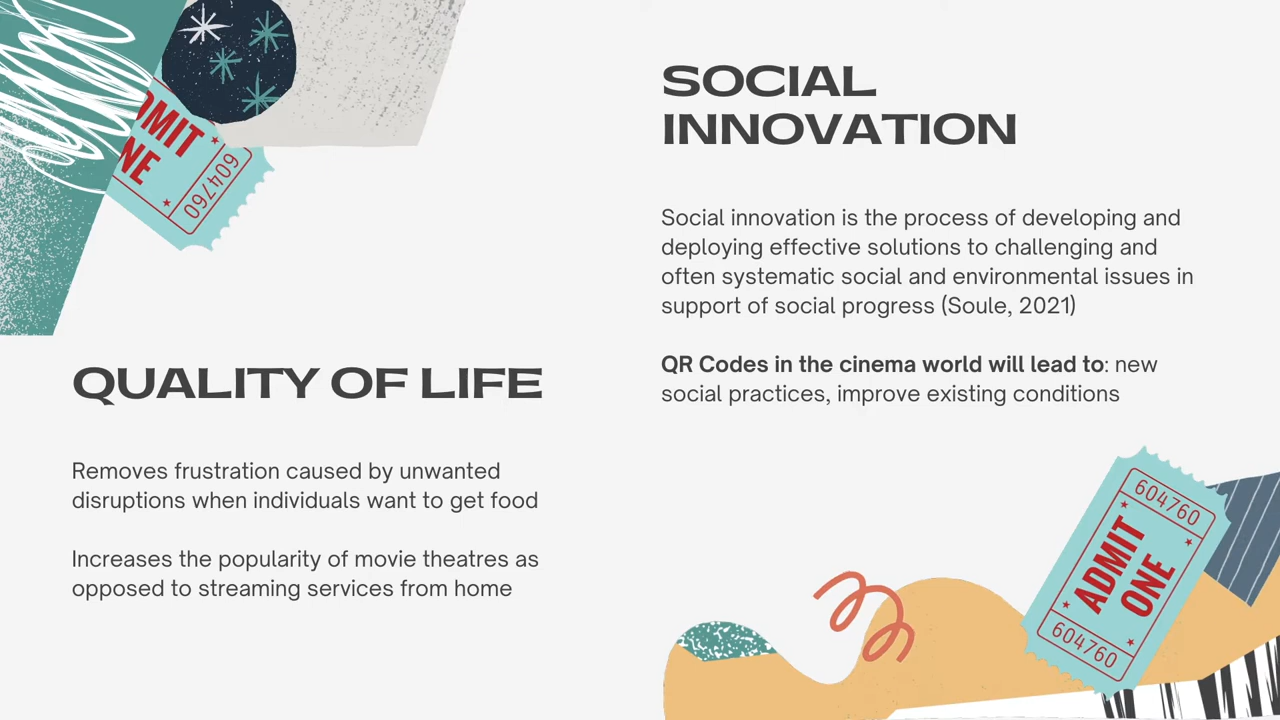 DMIT
NE
604760
QUALITY OF LIFE
Removes frustration caused by unwanted
disruptions when individuals want to get food
Increases the popularity of movie theatres as
opposed to streaming services from home
SOCIAL
INNOVATION
Social innovation is the process of developing and
deploying effective solutions to challenging and
often systematic social and environmental issues in
support of social progress (Soule, 2021)
QR Codes in the cinema world will lead to: new
social practices, improve existing conditions
604760
ADMIT
ONE
604760